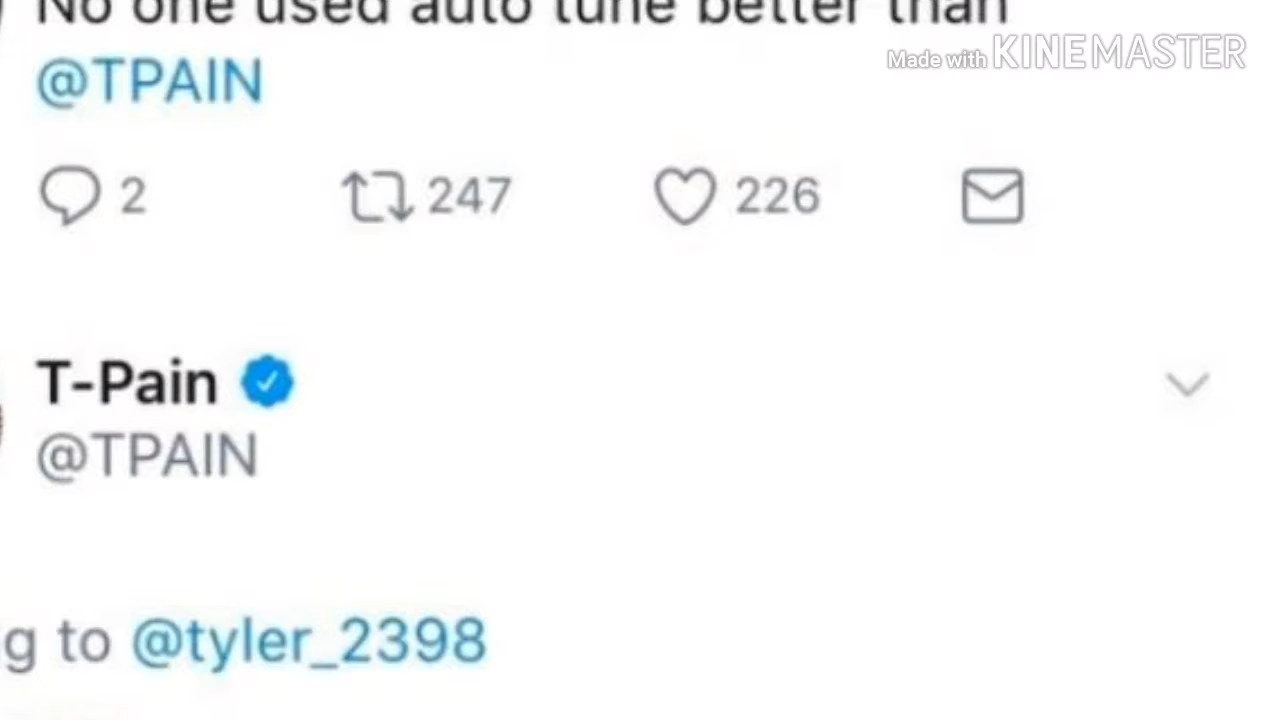 No one used auto tune better than
Made with KINEMASTER
@TPAIN
2 247 226
T-Pain
@TPAIN
g to @tyler_2398